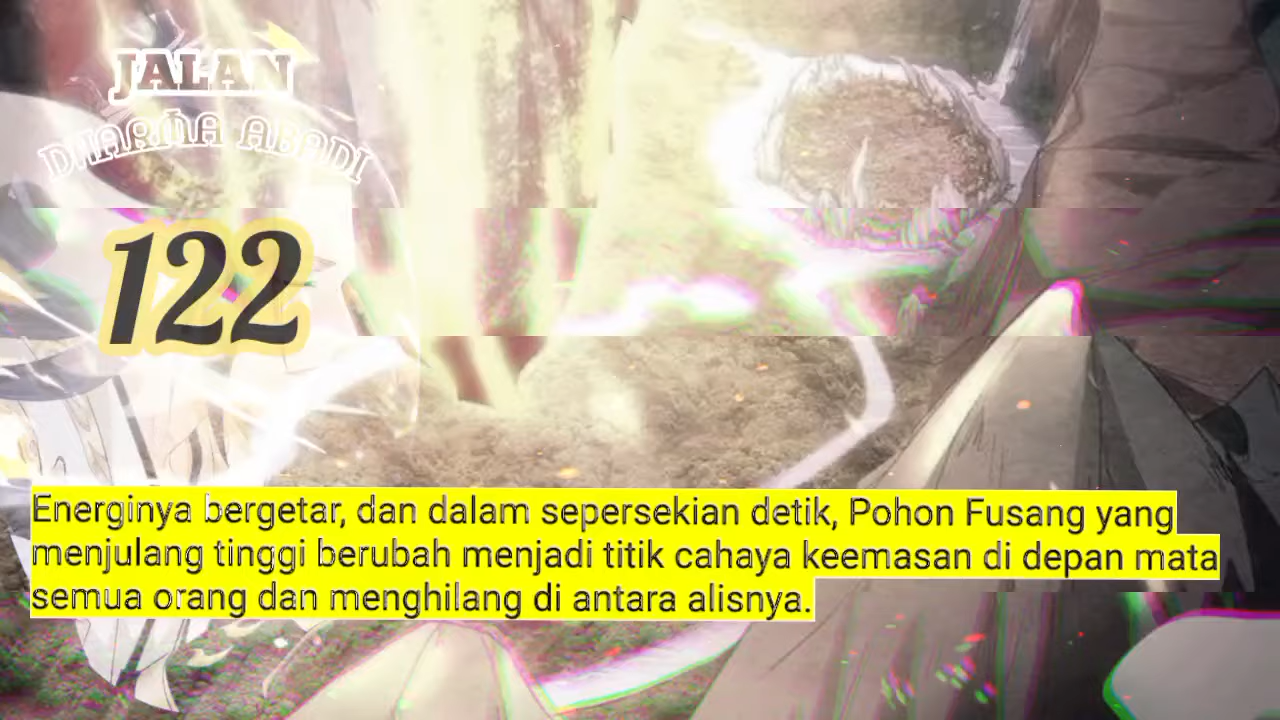 JALAN
DHARMA ABADI
122
Energinya bergetar, dan dalam sepersekian detik, Pohon Fusang yang
menjulang tinggi berubah menjadi titik cahaya keemasan di depan mata
semua orang dan menghilang di antara alisnya.